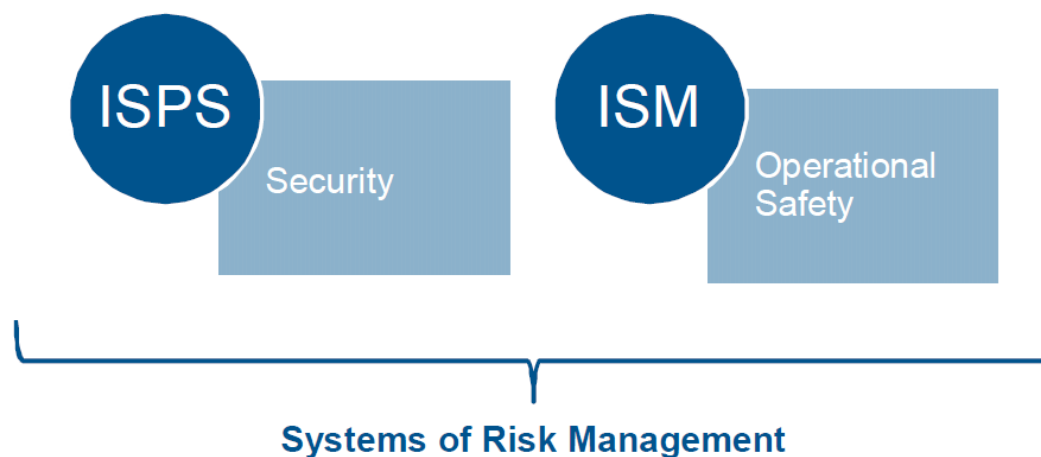 ISPS
Security
ISM
Operational
Safety
Systems of Risk Management